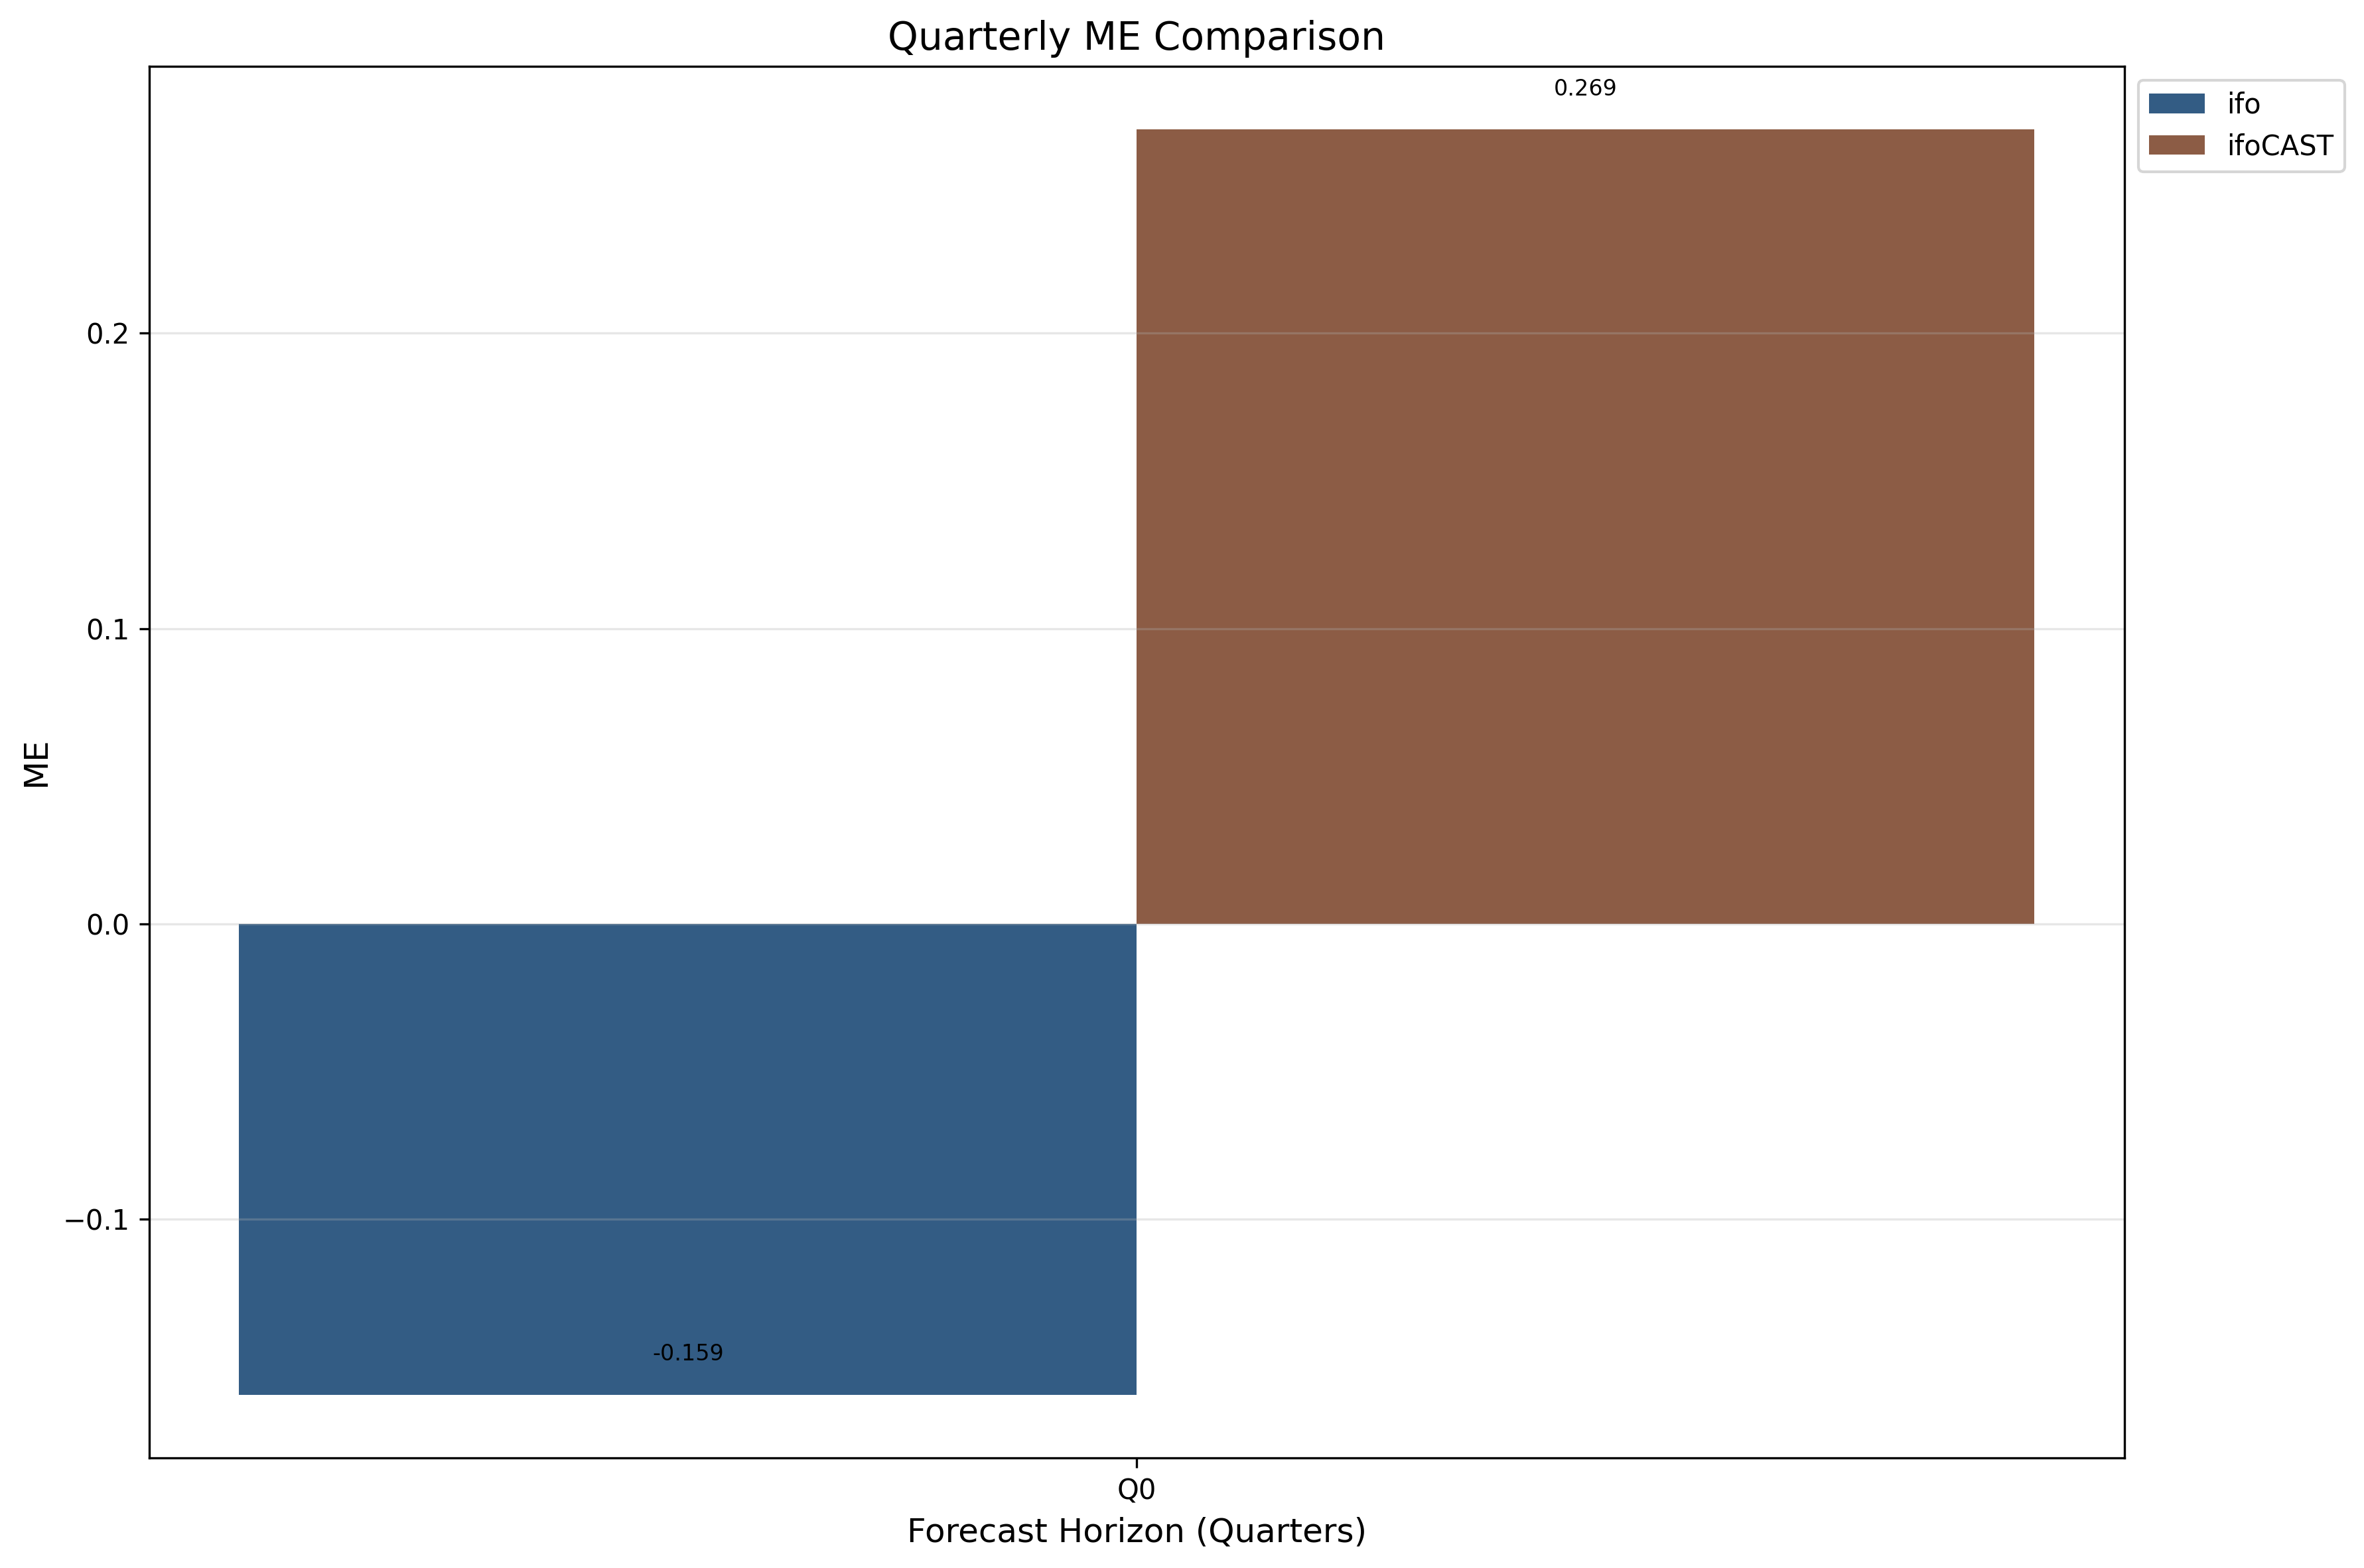 Quarterly ME Comparison
0.269
ifo
ifoCAST
0.2
0.1
ME
0.0
−0.1
-0.159
Q0
Forecast Horizon (Quarters)